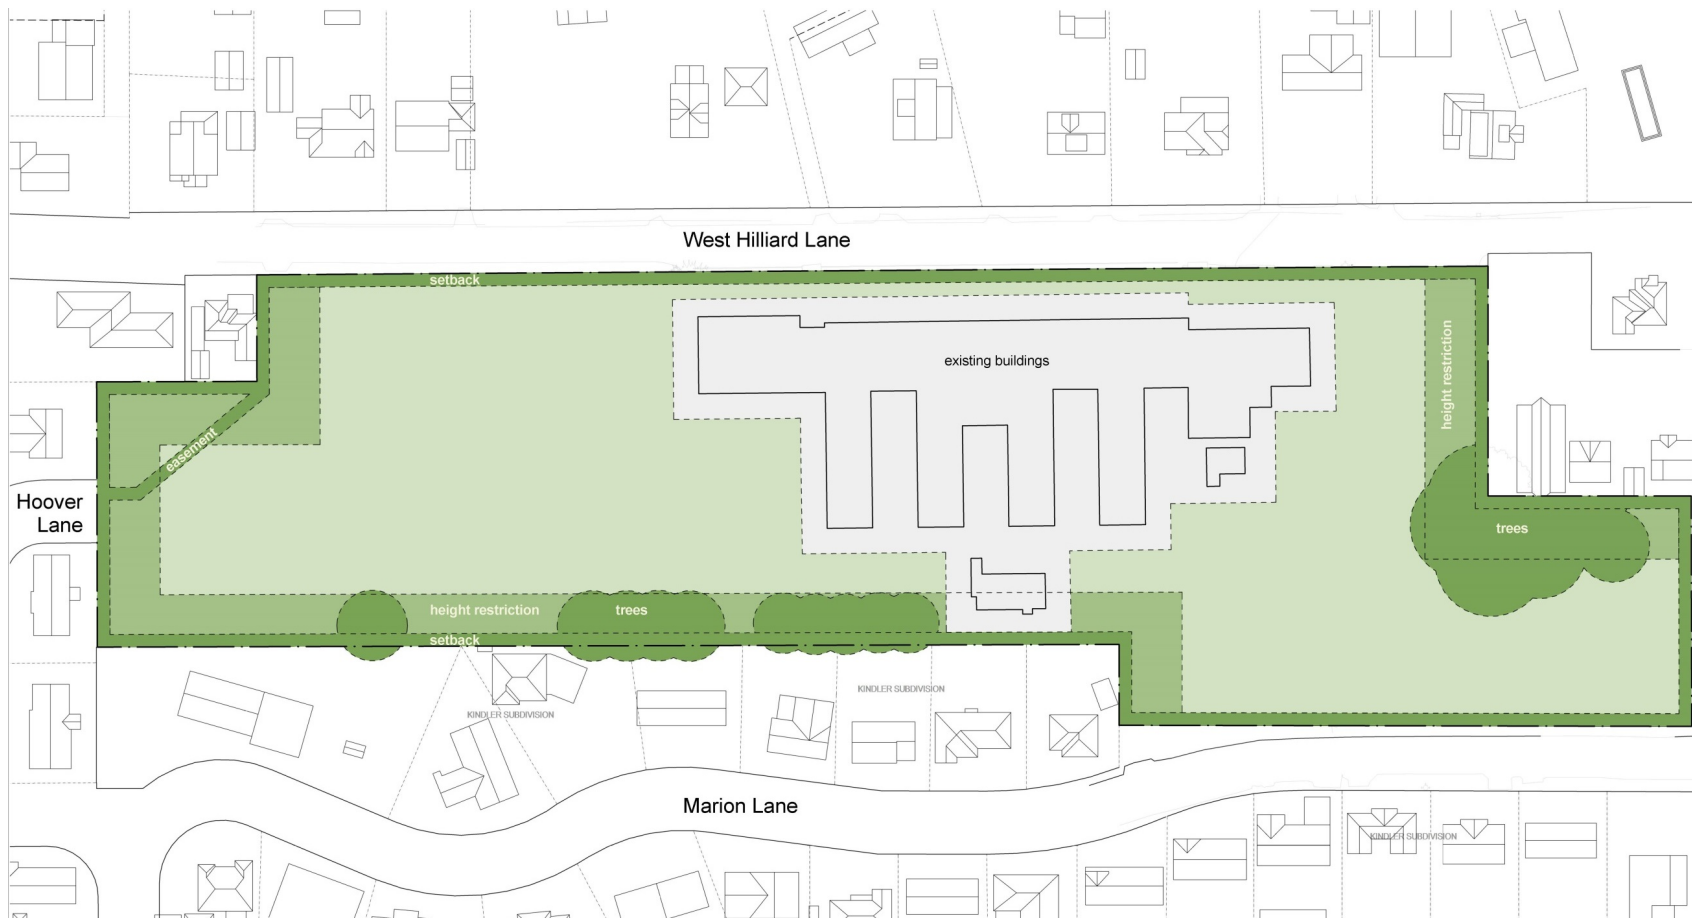 West Hilliard Lane
setback
existing buildings
height restriction
easement
Hoover
Lane
trees
height restriction
trees
setback
KINDLER SUBDIVISION
KINDLER SUBDIVISION
Marion Lane
KINDLER SUBDIVISION